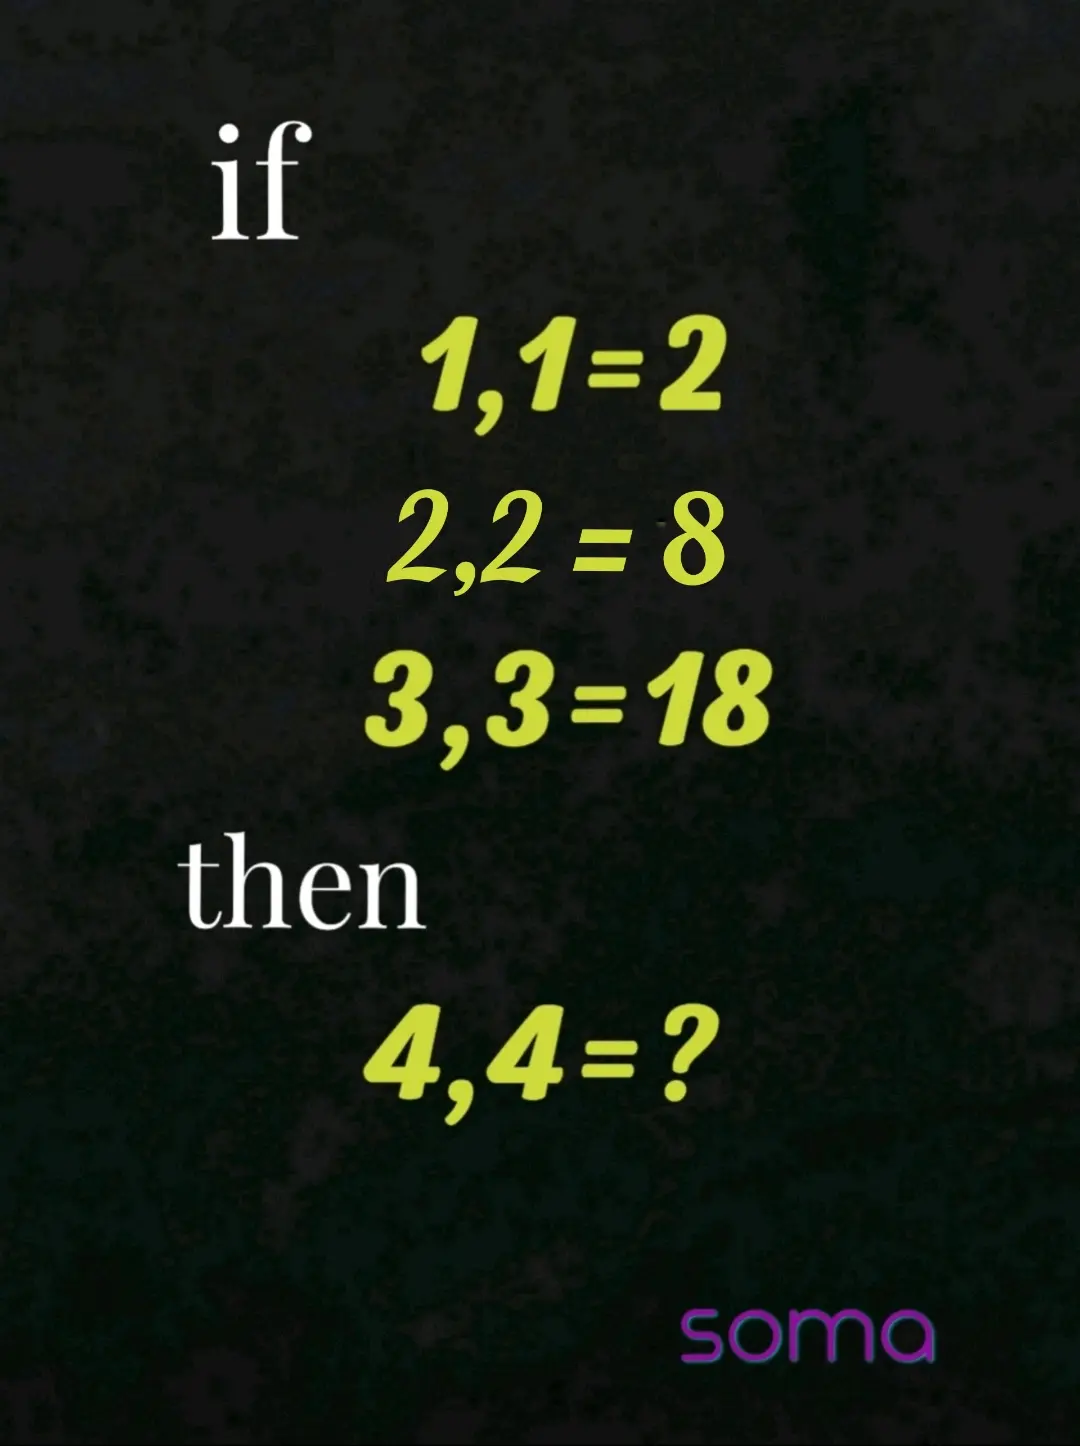 if
1,1=2
2,2 = 8
3,3=18
then
4,4=?
soma